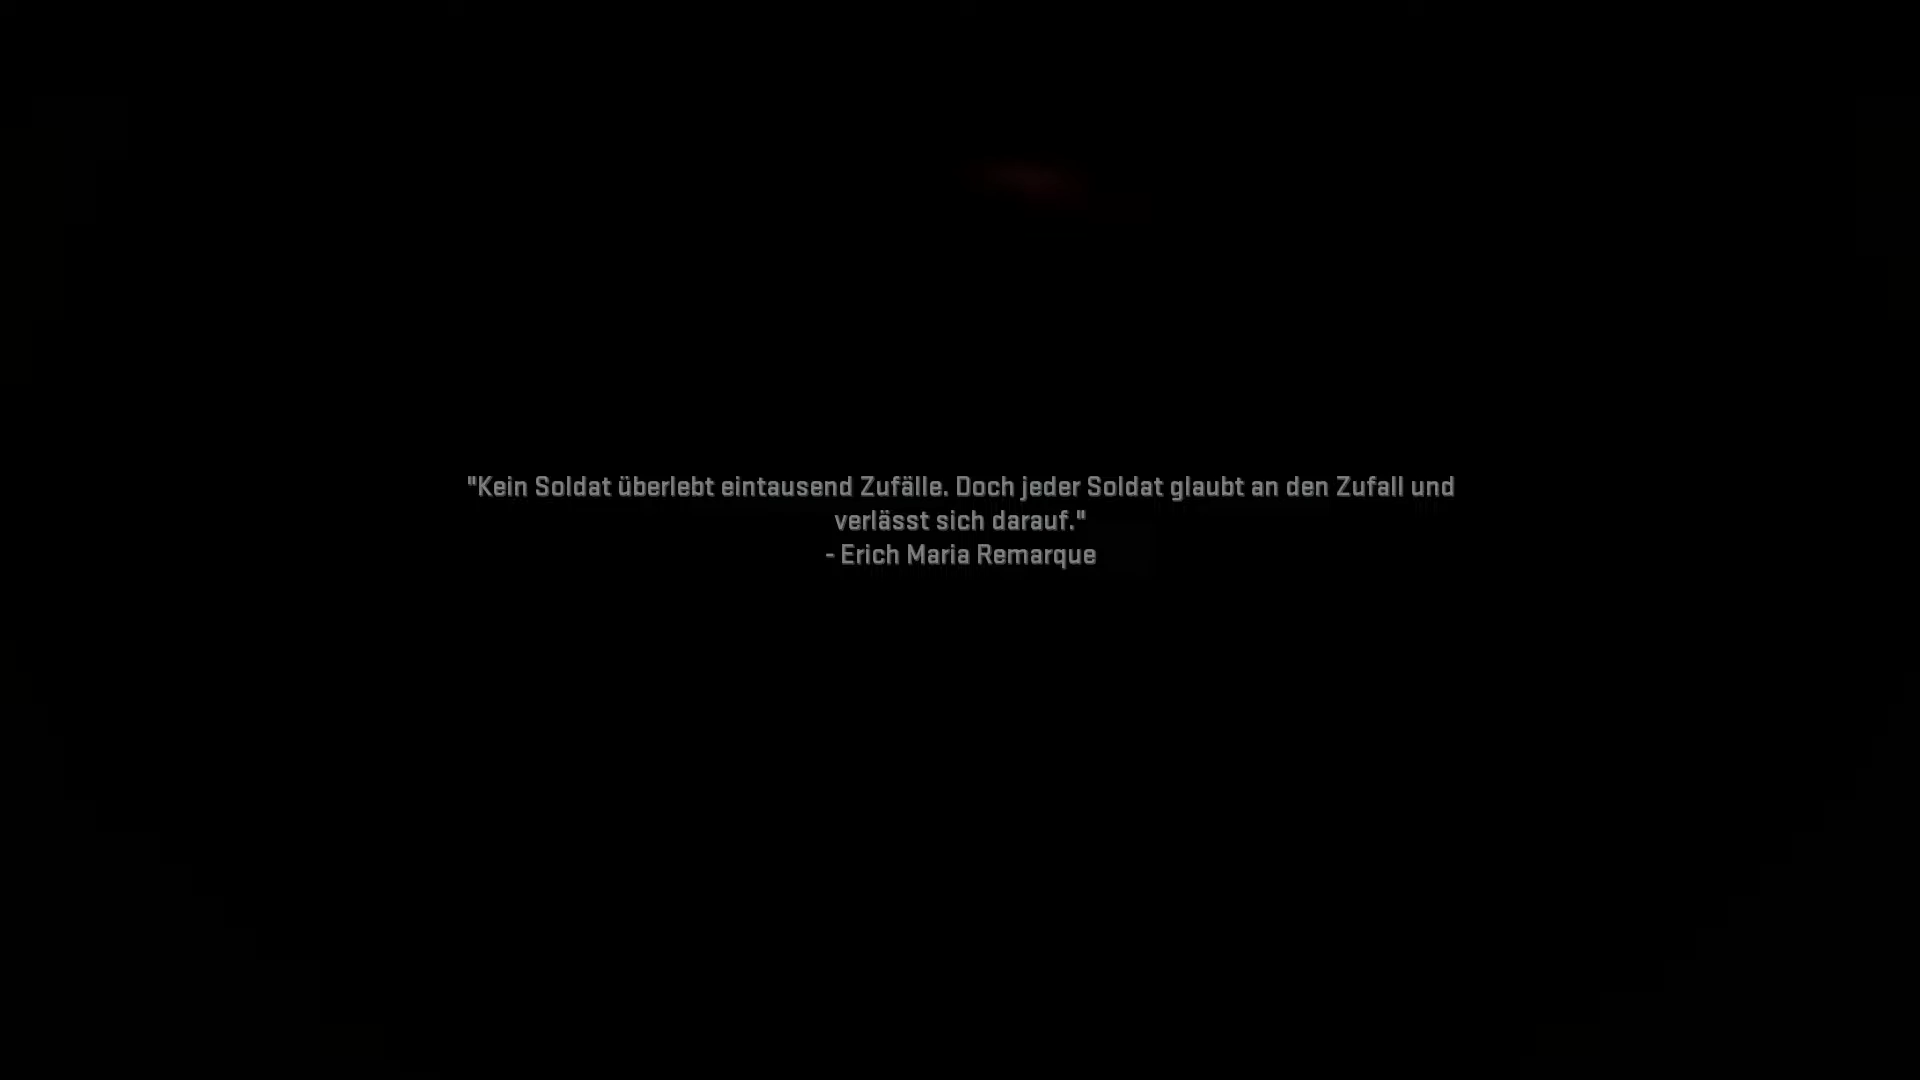 "Kein Soldat überlebt eintausend Zufälle. Doch jeder Soldat glaubt an den Zufall und
verlässt sich darauf."
- Erich Maria Remarque